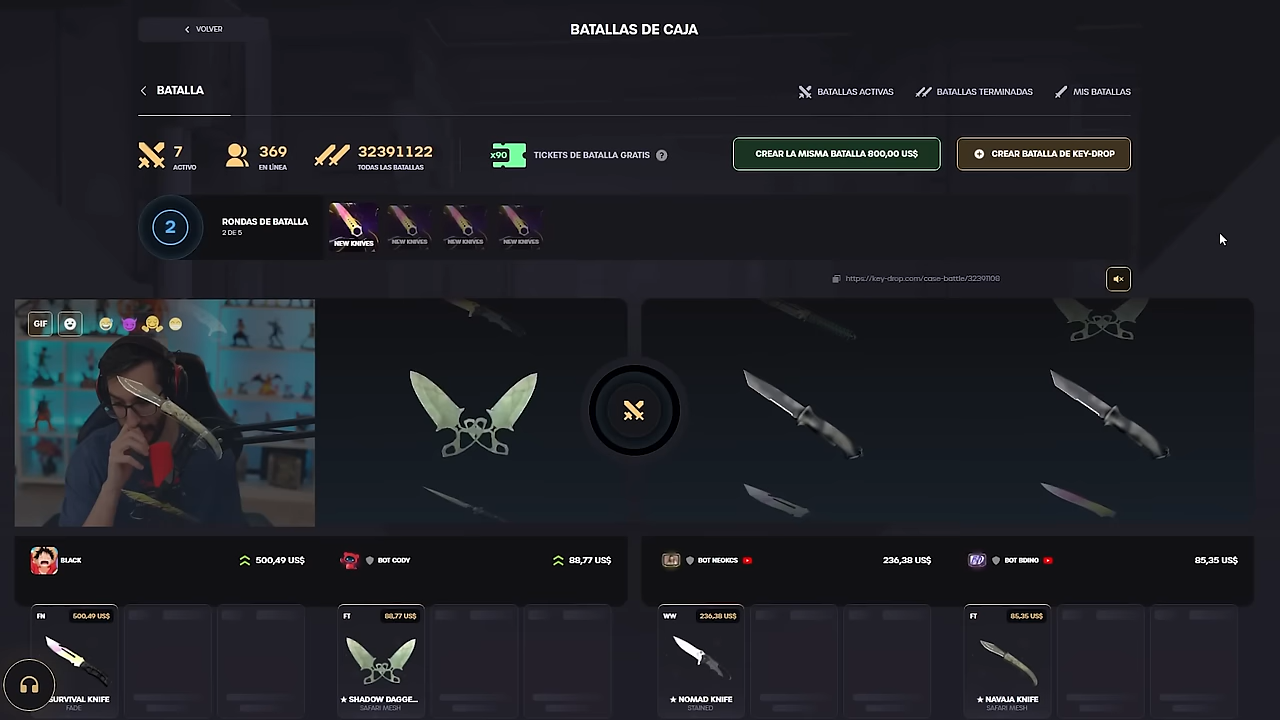 VOLVER
BATALLAS DE CAJA
BATALLA
BATALLAS ACTIVAS
BATALLAS TERMINADAS
MIS BATALLAS
7
ACTIVO
369
EN LÍNEA
32391122
TODAS LAS BATALLAS
x90
TICKETS DE BATALLA GRATIS
?
CREAR LA MISMA BATALLA 800,00 US$
CREAR BATALLA DE KEY-DROP
2
RONDAS DE BATALLA
2 DE 5
NEW KNIVES
NEW KNIVES
NEW KNIVES
NEW KNIVES
https://key-drop.com/case-battle/32391108
GIF
BLACK
500,49 US$
BOT CODY
88,77 US$
BOT NEOKCS
236,38 US$
BOT BDINO
85,35 US$
FN
500,49 US$
SURVIVAL KNIFE
FADE
FT
88,77 US$
★ SHADOW DAGGE...
SAFARI MESH
WW
236,38 US$
★ NOMAD KNIFE
STAINED
FT
85,35 US$
★ NAVAJA KNIFE
SAFARI MESH